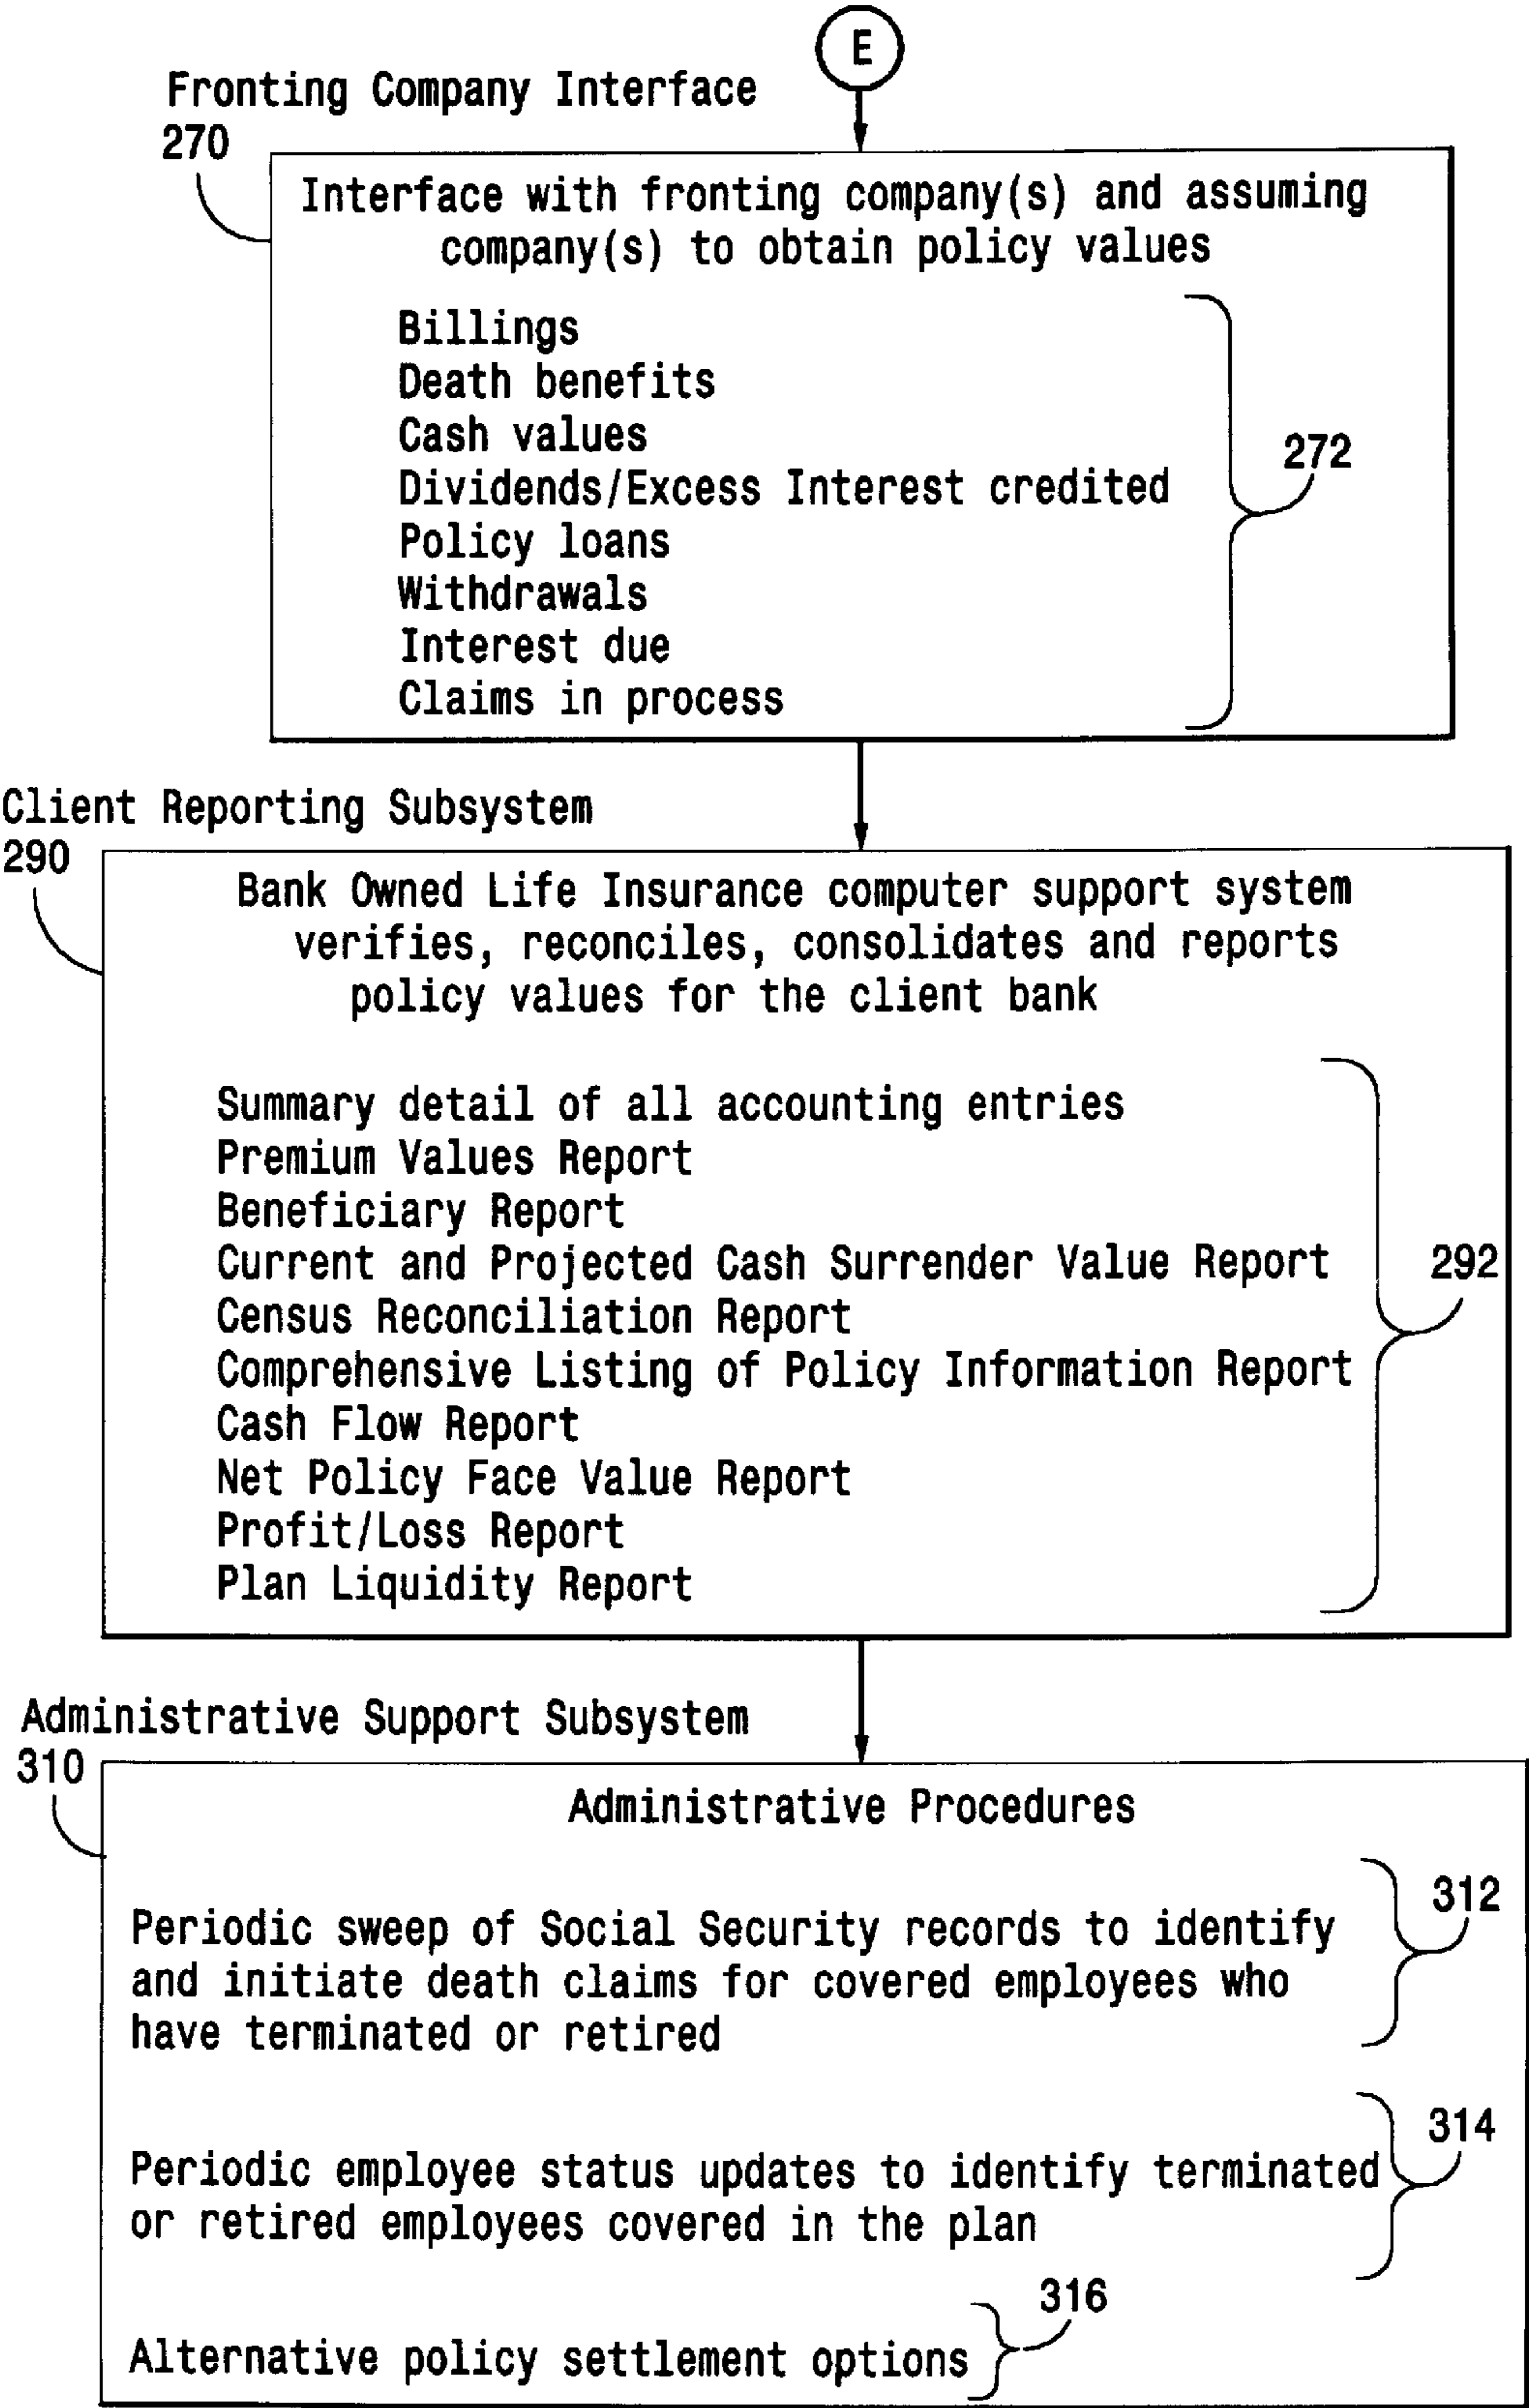 E
Fronting Company Interface
270
Interface with fronting company(s) and assuming
company(s) to obtain policy values
Billings
Death benefits
Cash values
272
Dividends/Excess Interest credited
Policy loans
Withdrawals
Interest due
Claims in process
Client Reporting Subsystem
290
Bank Owned Life Insurance computer support system
verifies, reconciles, consolidates and reports
policy values for the client bank
Summary detail of all accounting entries
Premium Values Report
Beneficiary Report
Current and Projected Cash Surrender Value Report
292
Census Reconciliation Report
Comprehensive Listing of Policy Information Report
Cash Flow Report
Net Policy Face Value Report
Profit/Loss Report
Plan Liquidity Report
Administrative Support Subsystem
310
Administrative Procedures
312
Periodic sweep of Social Security records to identify
and initiate death claims for covered employees who
have terminated or retired
314
Periodic employee status updates to identify terminated
or retired employees covered in the plan
316
Alternative policy settlement options